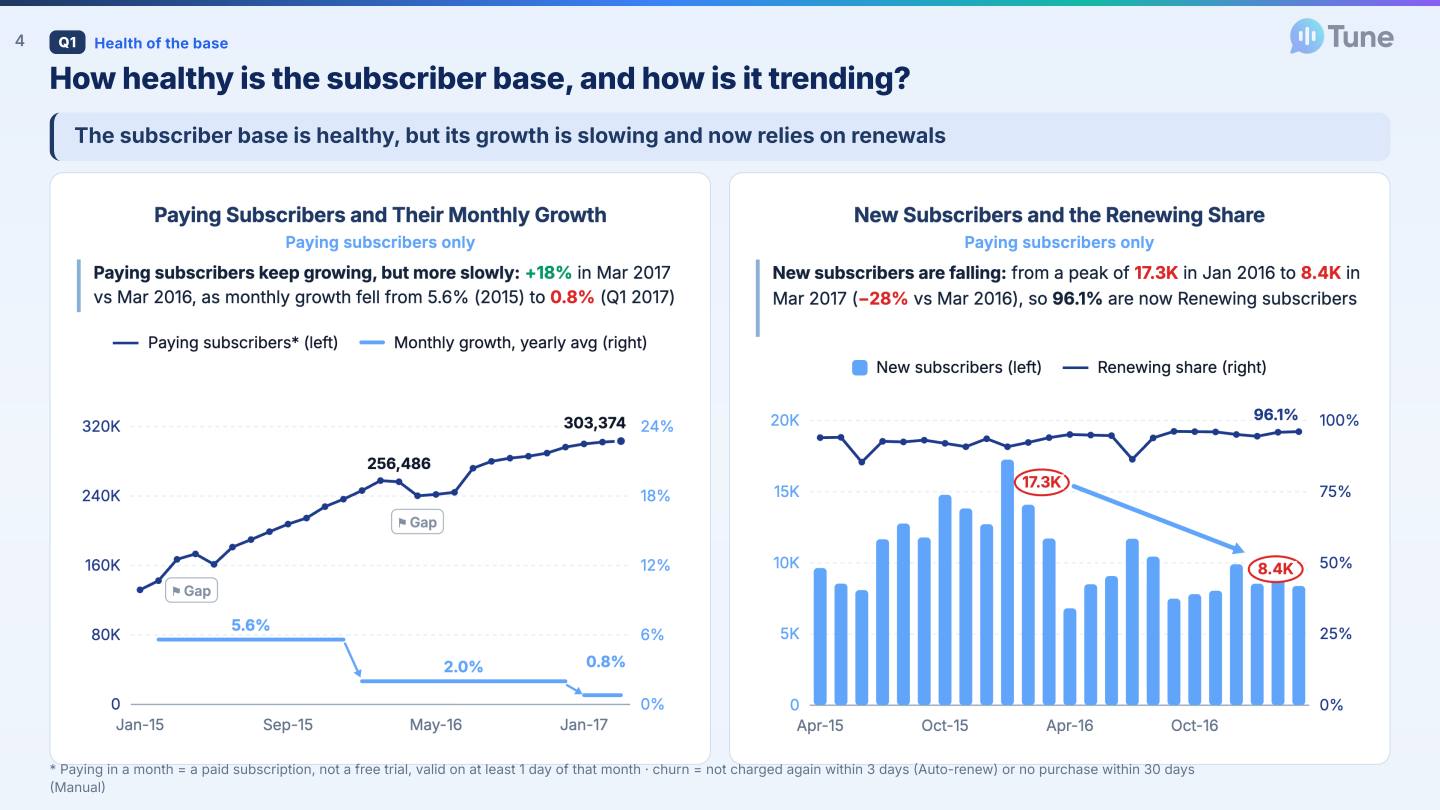 4
Q1 Health of the base
Tune
How healthy is the subscriber base, and how is it trending?
The subscriber base is healthy, but its growth is slowing and now relies on renewals
Paying Subscribers and Their Monthly Growth
Paying subscribers only
Paying subscribers keep growing, but more slowly: +18% in Mar 2017
vs Mar 2016, as monthly growth fell from 5.6% (2015) to 0.8% (Q1 2017)
Paying subscribers* (left) Monthly growth, yearly avg (right)
303,374
320K 24%
256,486
240K 18%
⚑ Gap
160K 12%
⚑ Gap
5.6%
80K 6%
2.0% 0.8%
0 0%
Jan-15 Sep-15 May-16 Jan-17
New Subscribers and the Renewing Share
Paying subscribers only
New subscribers are falling: from a peak of 17.3K in Jan 2016 to 8.4K in
Mar 2017 (−28% vs Mar 2016), so 96.1% are now Renewing subscribers
New subscribers (left) Renewing share (right)
96.1%
20K 100%
17.3K
15K 75%
10K 50%
8.4K
5K 25%
0 0%
Apr-15 Oct-15 Apr-16 Oct-16
* Paying in a month = a paid subscription, not a free trial, valid on at least 1 day of that month · churn = not charged again within 3 days (Auto-renew) or no purchase within 30 days
(Manual)